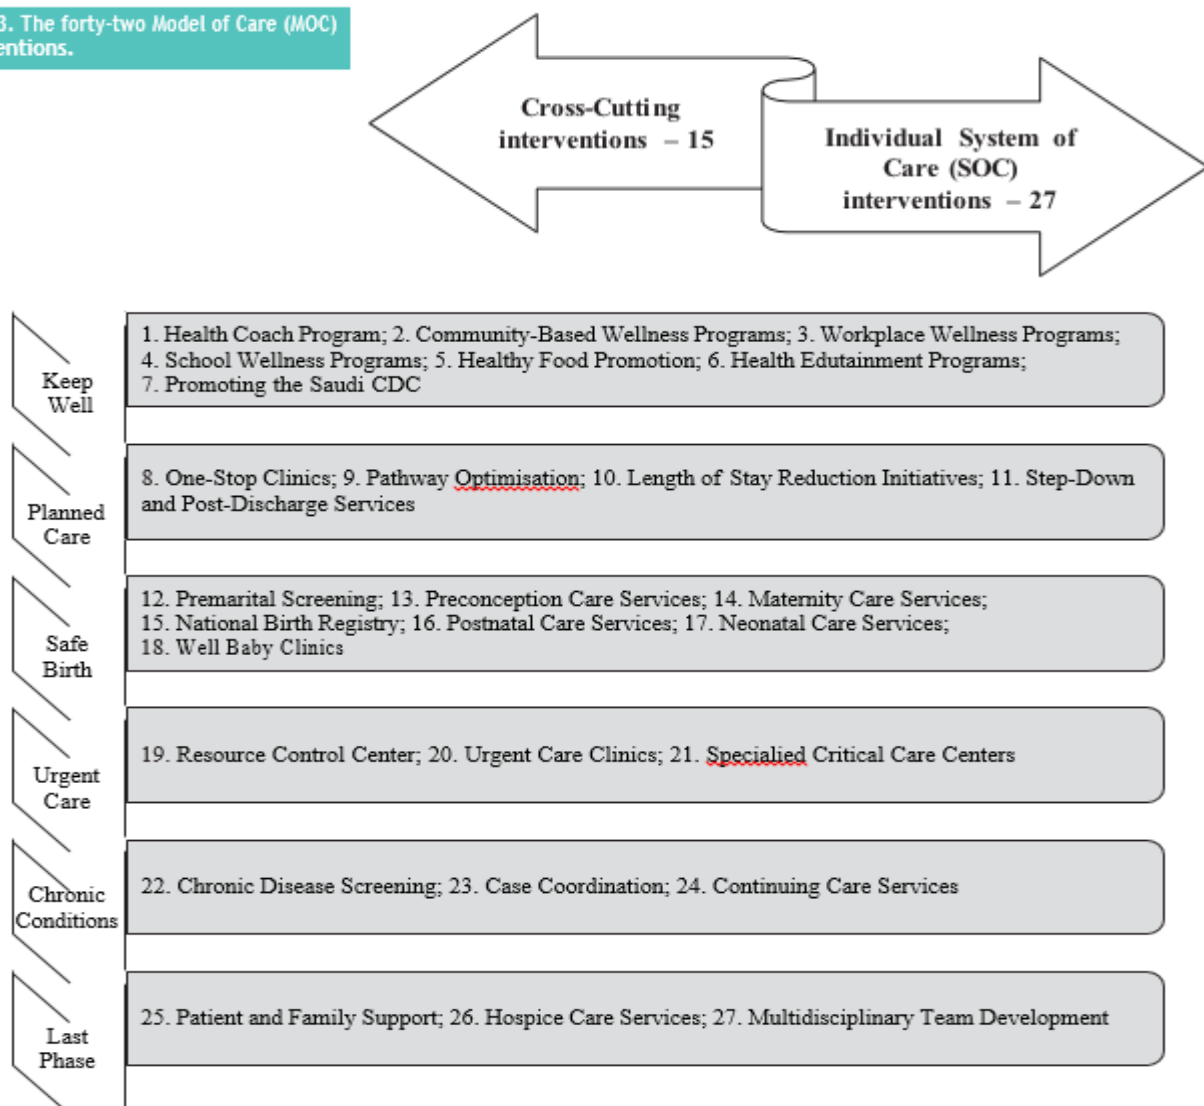 3. The forty-two Model of Care (MOC)
entions.
Cross-Cutting
interventions – 15
Individual System of
Care (SOC)
interventions – 27
Keep
Well
1. Health Coach Program; 2. Community-Based Wellness Programs; 3. Workplace Wellness Programs;
4. School Wellness Programs; 5. Healthy Food Promotion; 6. Health Edutainment Programs;
7. Promoting the Saudi CDC
Planned
Care
8. One-Stop Clinics; 9. Pathway Optimisation; 10. Length of Stay Reduction Initiatives; 11. Step-Down
and Post-Discharge Services
Safe
Birth
12. Premarital Screening; 13. Preconception Care Services; 14. Maternity Care Services;
15. National Birth Registry; 16. Postnatal Care Services; 17. Neonatal Care Services;
18. Well Baby Clinics
Urgent
Care
19. Resource Control Center; 20. Urgent Care Clinics; 21. Specialied Critical Care Centers
Chronic
Conditions
22. Chronic Disease Screening; 23. Case Coordination; 24. Continuing Care Services
Last
Phase
25. Patient and Family Support; 26. Hospice Care Services; 27. Multidisciplinary Team Development